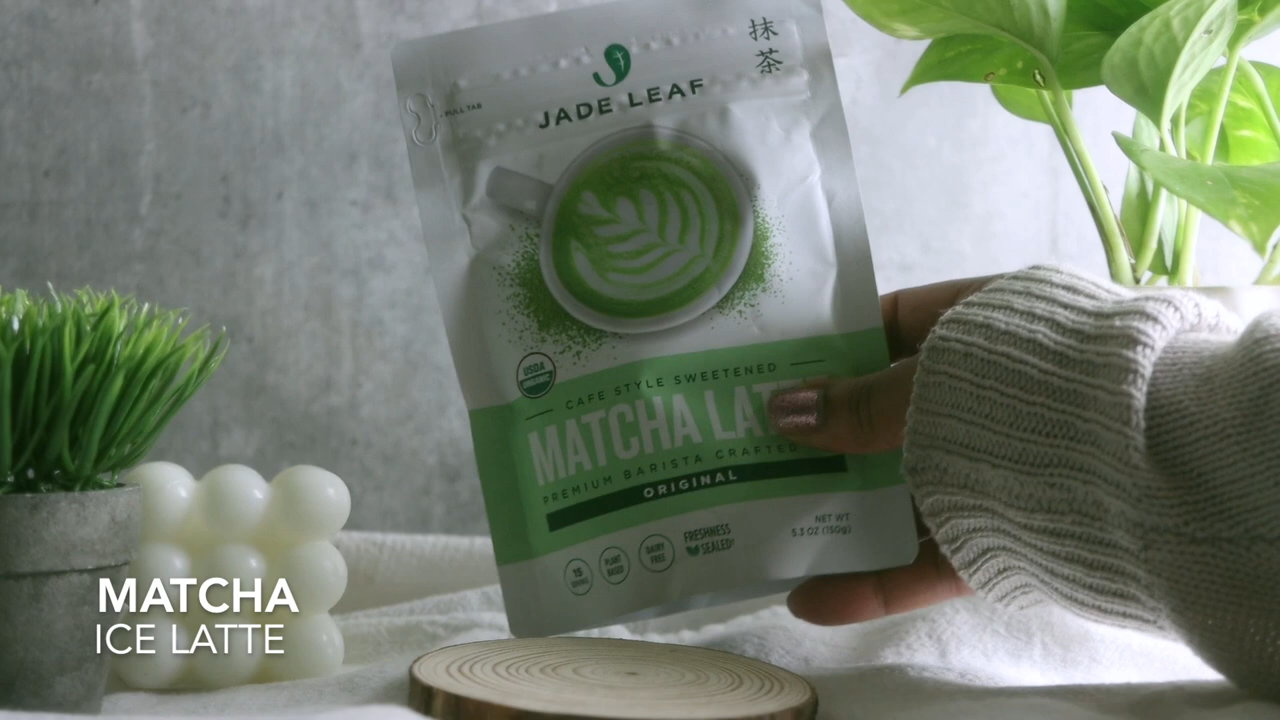 抹茶
PULL TAB
JADE LEAF
USDA
ORGANIC
CAFE STYLE SWEETENED
MATCHA
PREMIUM BARISTA CRAFTED
ORIGINAL
15
PLANT
BASED
DAIRY
FREE
FRESHNESS
SEALED
NET WT
5.3 OZ (150g)
MATCHA
ICE LATTE